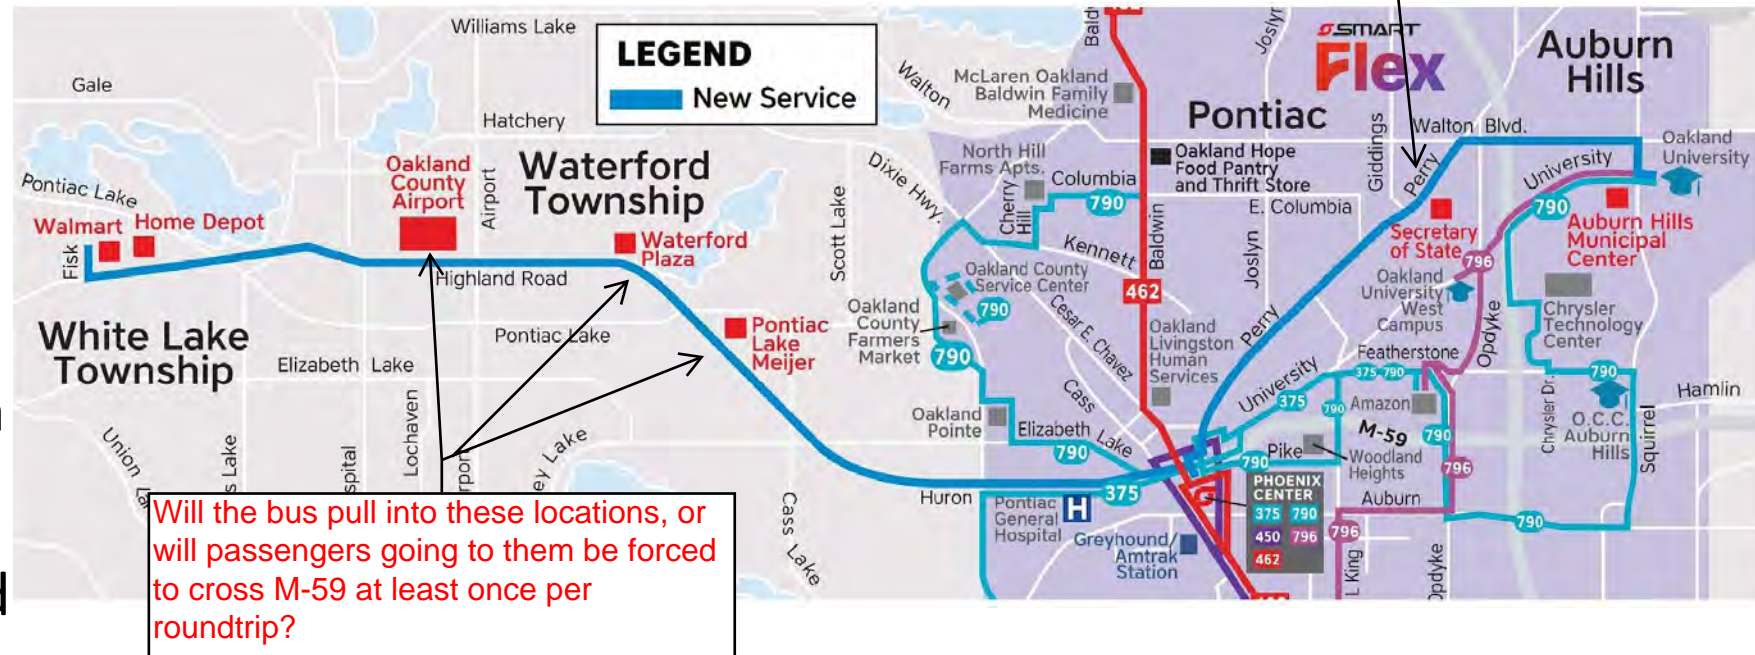 Williams Lake
LEGEND
New Service
Gale
Hatchery
Walton
McLaren Oakland
Baldwin Family
Medicine
Joslyn
SMART
Flex
Auburn
Hills
Pontiac
Giddings
Walton Blvd.
Oakland
University
Pontiac Lake
Walmart
Home Depot
Fisk
Oakland
County
Airport
Airport
Waterford
Township
Waterford
Plaza
Highland Road
Scott Lake
Dixie Hwy.
North Hill
Farms Apts.
Cherry
Hill
Columbia
790
Oakland Hope
Food Pantry
and Thrift Store
E. Columbia
Perry
Secretary
of State
University
790
Auburn Hills
Municipal
Center
796
Kennett
Baldwin
Joslyn
Oakland County
Service Center
790
462
Oakland
University
West
Campus
Opdyke
Chrysler
Technology
Center
White Lake
Township
Pontiac Lake
Pontiac
Lake
Meijer
Elizabeth Lake
Oakland
County
Farmers
Market
790
Cesar E. Chavez
Oakland
Livingston
Human
Services
Perry
Featherstone
375 790
University
375
790
Amazon
M-59
790
Chrysler Dr.
790
O.C.C.
Auburn
Hills
Squirrel
Hamlin
Union
s Lake
spital
Lochaven
rport
ey Lake
Cass Lake
Oakland
Pointe
Cass
Elizabeth Lake
790
Huron
375
790
Pike
Woodland
Heights
796
Auburn
Pontiac
General
Hospital
H
Greyhound/
Amtrak
Station
PHOENIX
CENTER
375 790
450 796
462
796
790
L King
Opdyke
Will the bus pull into these locations, or
will passengers going to them be forced
to cross M-59 at least once per
roundtrip?